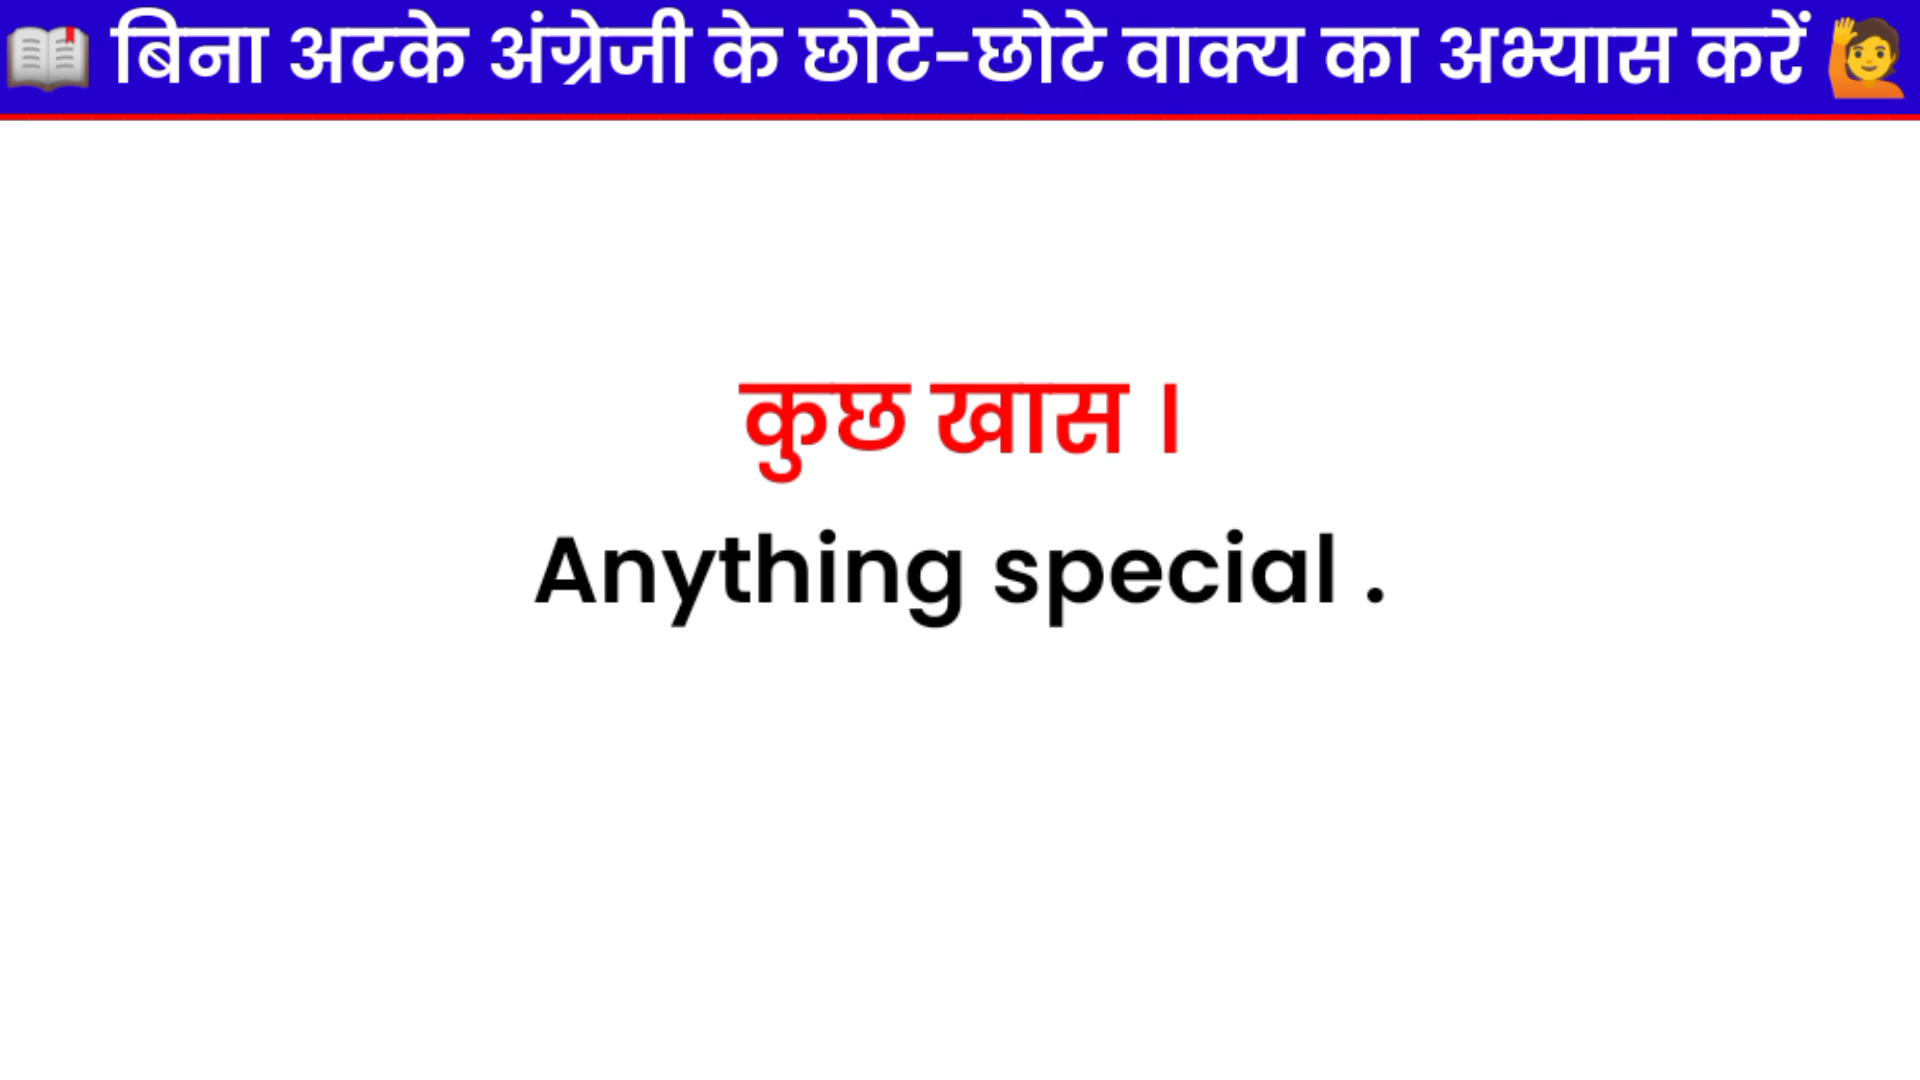 📖 बिना अटके अंग्रेजी के छोटे-छोटे वाक्य का अभ्यास करें 🙋
कुछ खास ।
Anything special .